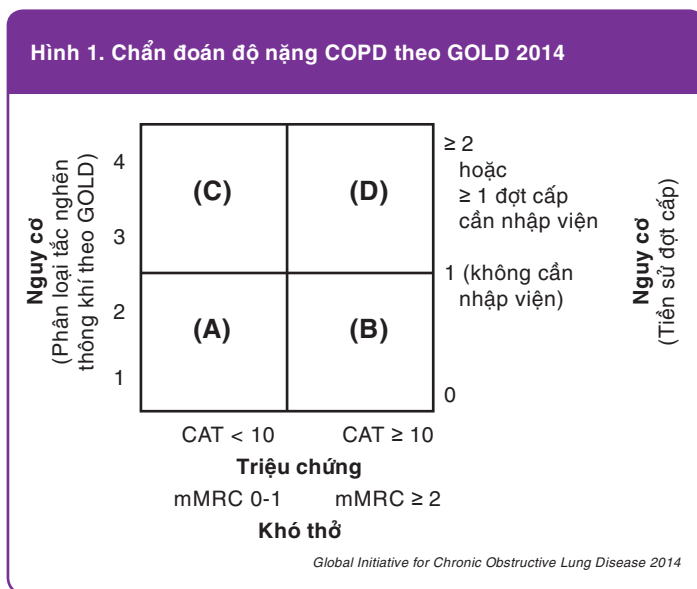 Hình 1. Chẩn đoán độ nặng COPD theo GOLD 2014
Nguy cơ
(Phân loại tắc nghẽn
thông khí theo GOLD)
4
3
2
1
(C)
(D)
(A)
(B)
≥ 2
hoặc
≥ 1 đợt cấp
cần nhập viện
1 (không cần
nhập viện)
0
Nguy cơ
(Tiền sử đợt cấp)
CAT < 10 CAT ≥ 10
Triệu chứng
mMRC 0-1 mMRC ≥ 2
Khó thở
Global Initiative for Chronic Obstructive Lung Disease 2014